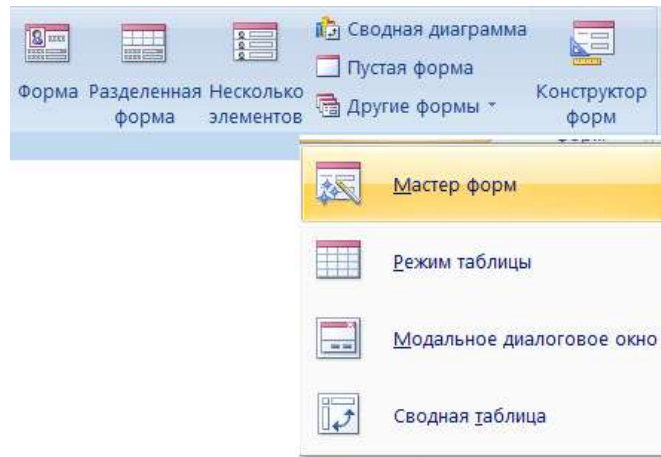 Форма
Разделенная
форма
Несколько
элементов
Сводная диаграмма
Пустая форма
Другие формы
Конструктор
форм
Мастер форм
Режим таблицы
Модальное диалоговое окно
Сводная таблица